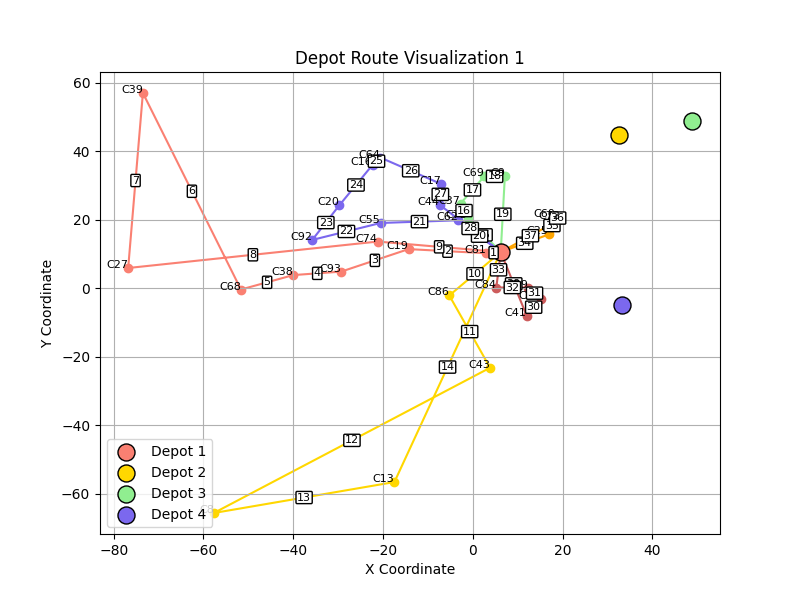 Depot Route Visualization 1
Y Coordinate
60
40
20
0
−20
−40
−60
−80
−60
−40
−20
0
20
40
X Coordinate
C39
7
6
C27
8
C68
5
C38
4
C93
3
C74
C19
9
2
C81
1
C64
25
24
26
C17
27
C44
C20
23
C92
22
C55
21
28
20
C69
18
17
16
19
10
C86
11
C43
14
12
C13
13
33
C84
32
31
30
C41
37
36
Depot 1
Depot 2
Depot 3
Depot 4